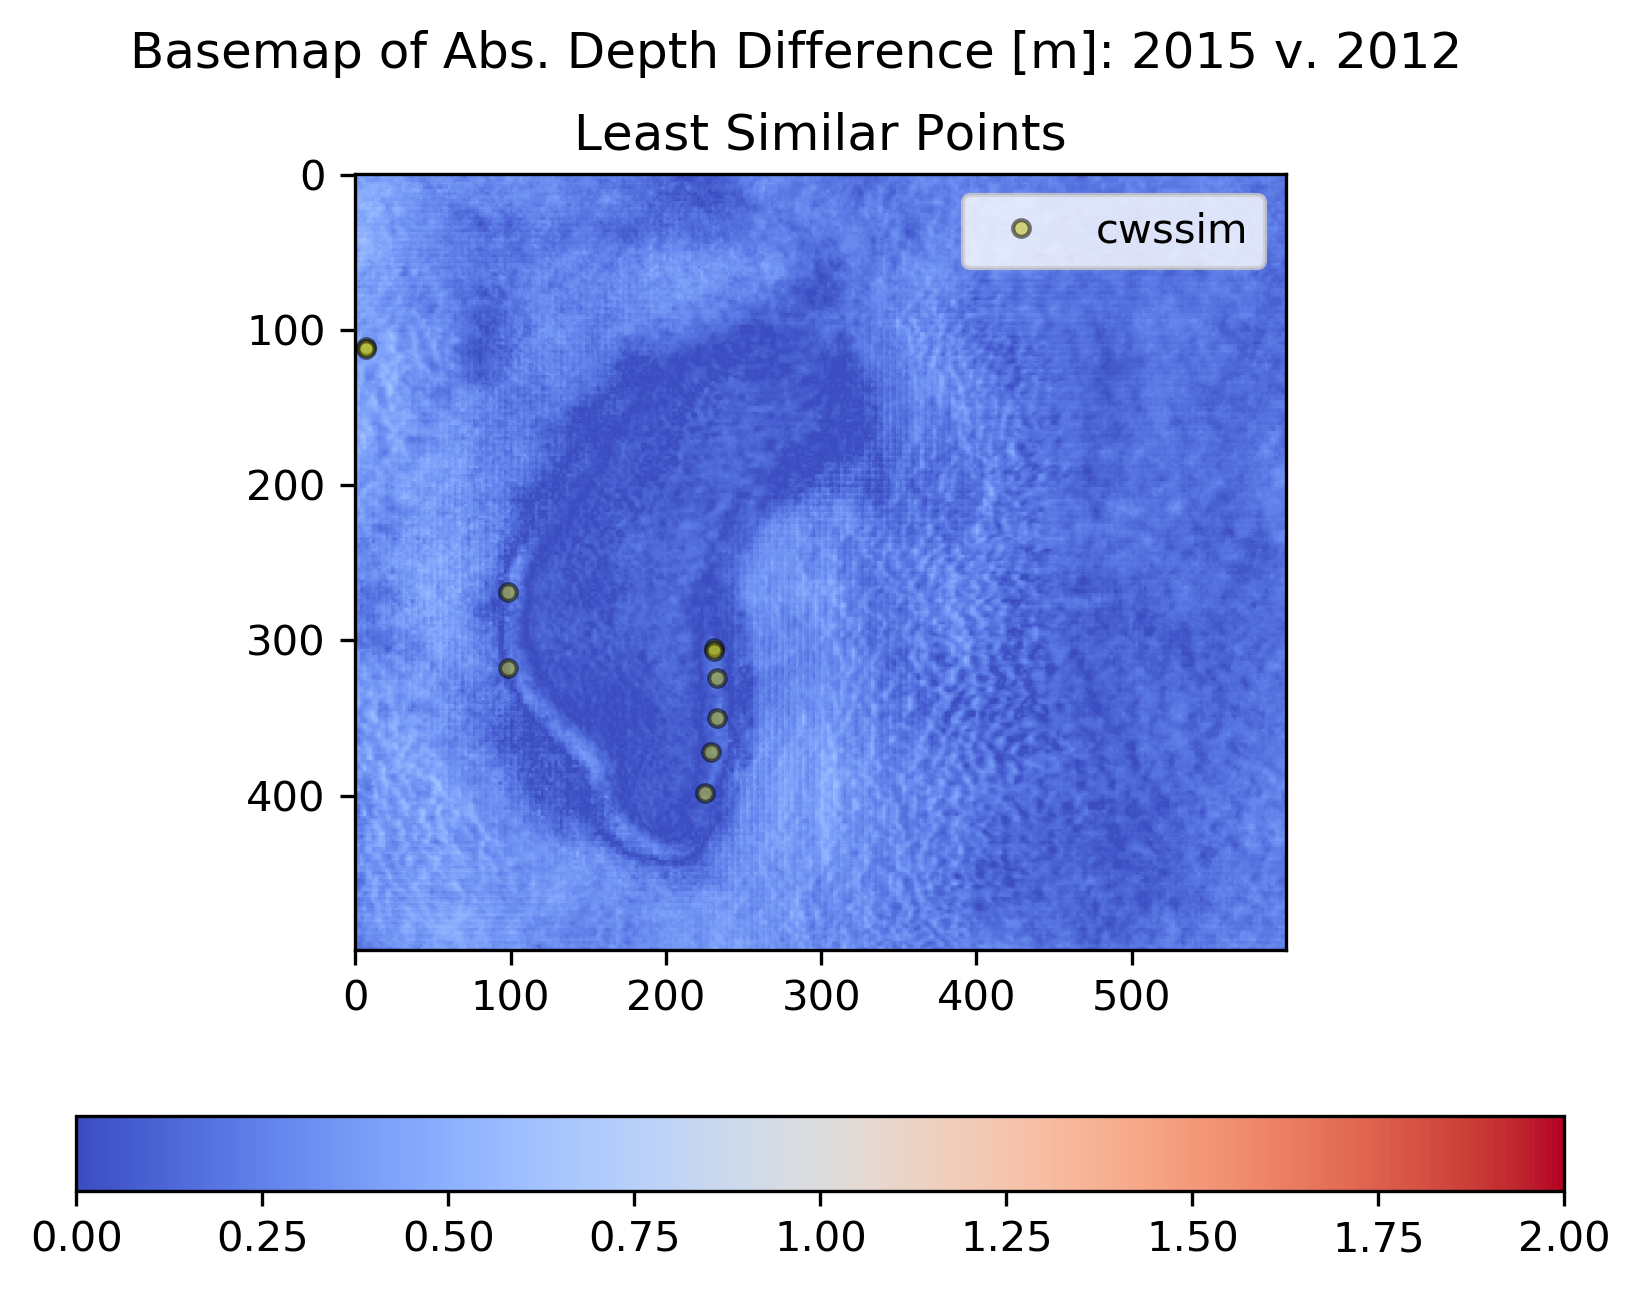 Basemap of Abs. Depth Difference [m]: 2015 v. 2012
Least Similar Points
cwssim
0
100
200
300
400
0 100 200 300 400 500
0.00 0.25 0.50 0.75 1.00 1.25 1.50 1.75 2.00